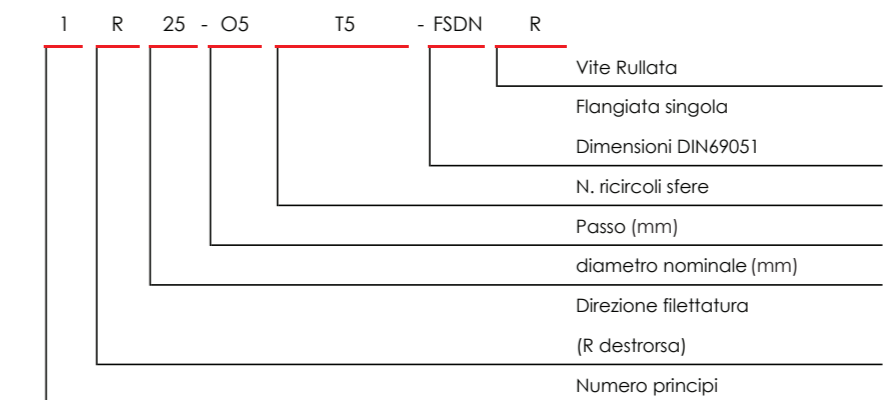 1 R 25 - O5 T5 - FSDN R
Vite Rullata
Flangiata singola
Dimensioni DIN69051
N. ricircoli sfere
Passo (mm)
diametro nominale (mm)
Direzione filettatura
(R destrorsa)
Numero principi